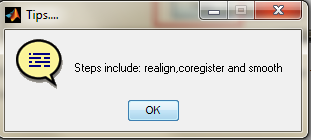 Tips....
Steps include: realign,coregister and smooth
OK